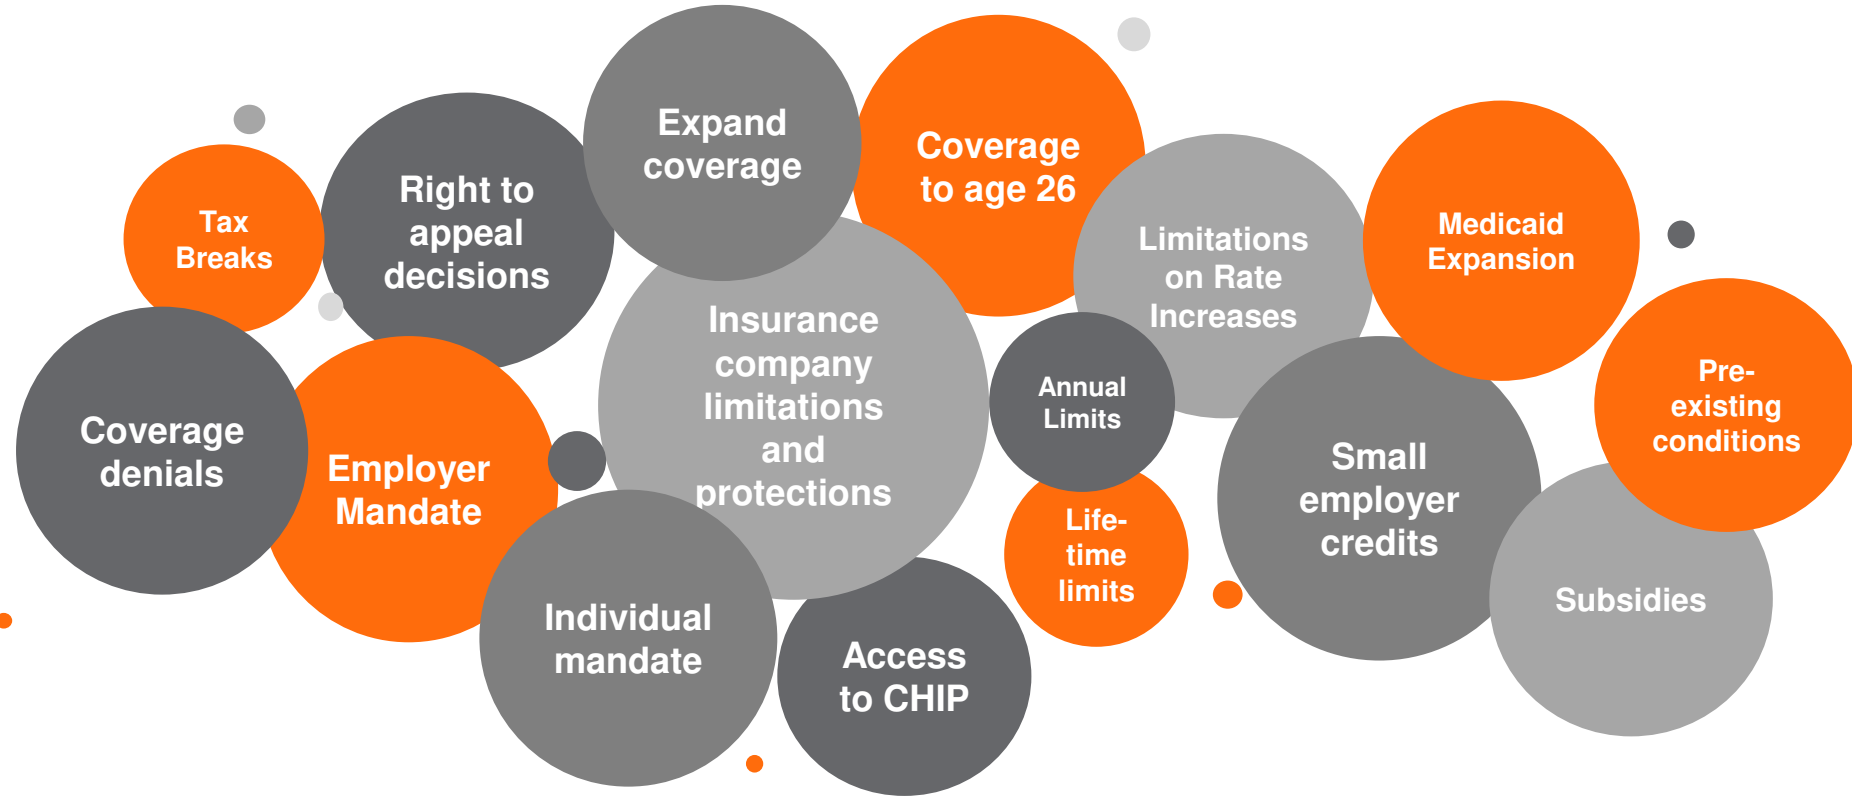 Tax
Breaks
Right to
appeal
decisions
Expand
coverage
Coverage
to age 26
Limitations
on Rate
Increases
Medicaid
Expansion
Pre-
existing
conditions
Coverage
denials
Employer
Mandate
Insurance
company
limitations
and
protections
Annual
Limits
Small
employer
credits
Individual
mandate
Access
to CHIP
Life-
time
limits
Subsidies